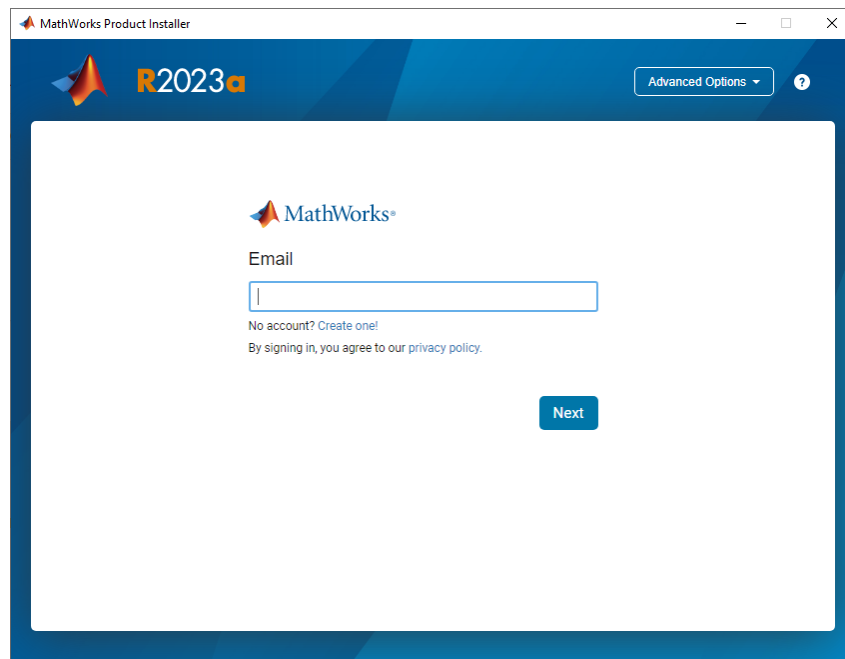 MathWorks Product Installer
R2023a
Advanced Options
?
MathWorks®
Email
No account? Create one!
By signing in, you agree to our privacy policy.
Next